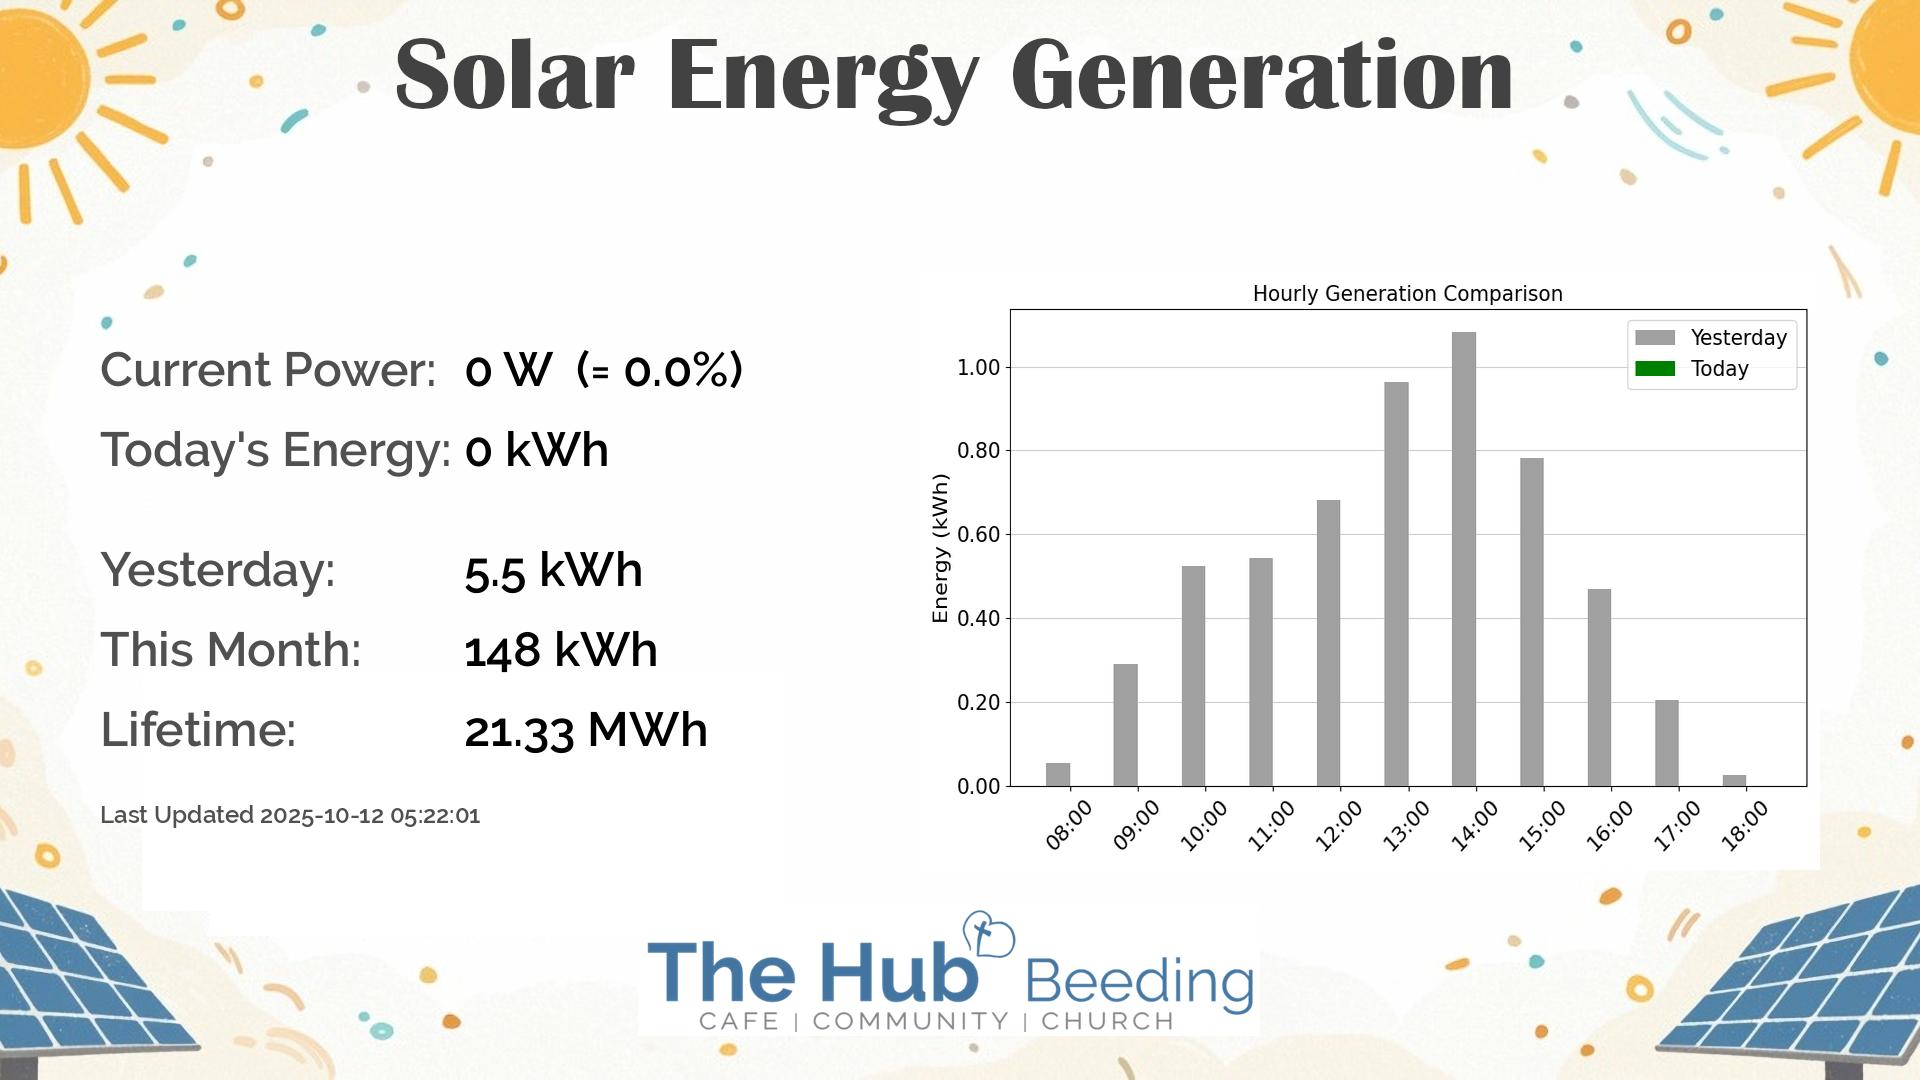 Solar Energy Generation
Current Power: 0 W (= 0.0%)
Today's Energy: 0 kWh
Yesterday: 5.5 kWh
This Month: 148 kWh
Lifetime: 21.33 MWh
Last Updated 2025-10-12 05:22:01
Hourly Generation Comparison
Yesterday
Today
Energy (kWh)
1.00
0.80
0.60
0.40
0.20
0.00
08:00 09:00 10:00 11:00 12:00 13:00 14:00 15:00 16:00 17:00 18:00
The Hub Beeding
CAFE | COMMUNITY | CHURCH